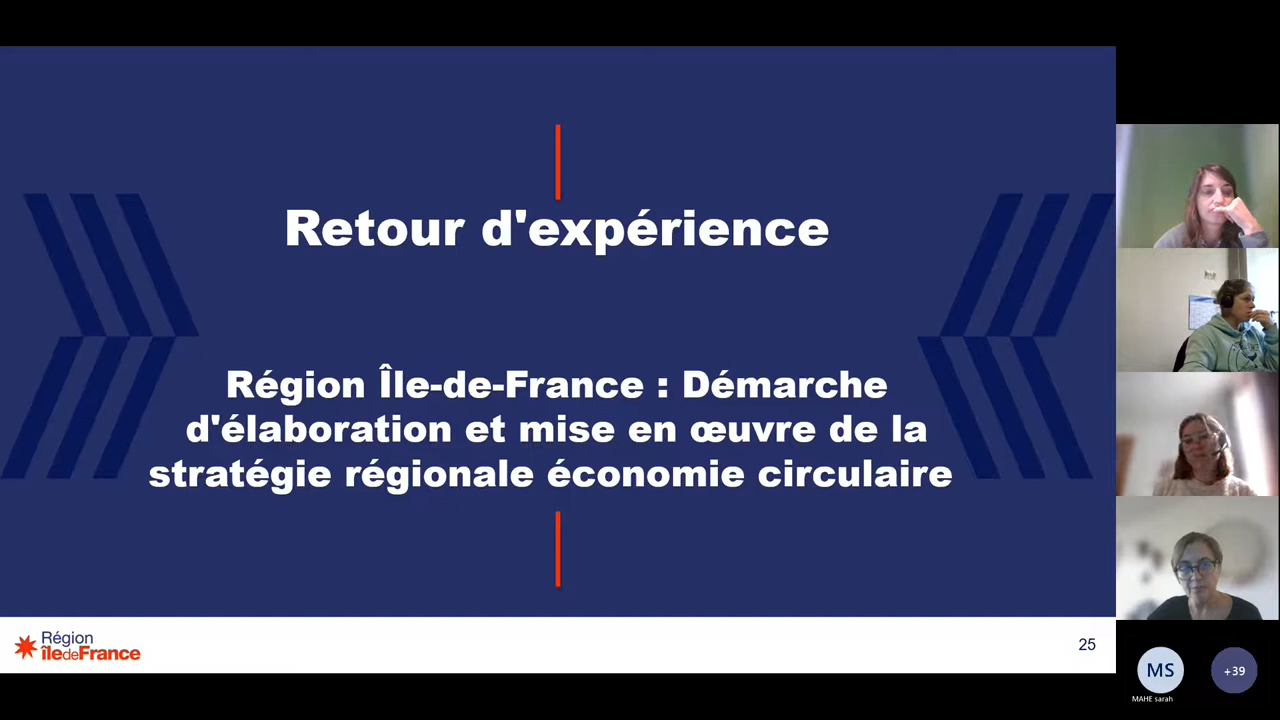 Retour d'expérience
Région Île-de-France : Démarche
d'élaboration et mise en œuvre de la
stratégie régionale économie circulaire
Région
îledeFrance
25
MS
+39
MAHE sarah